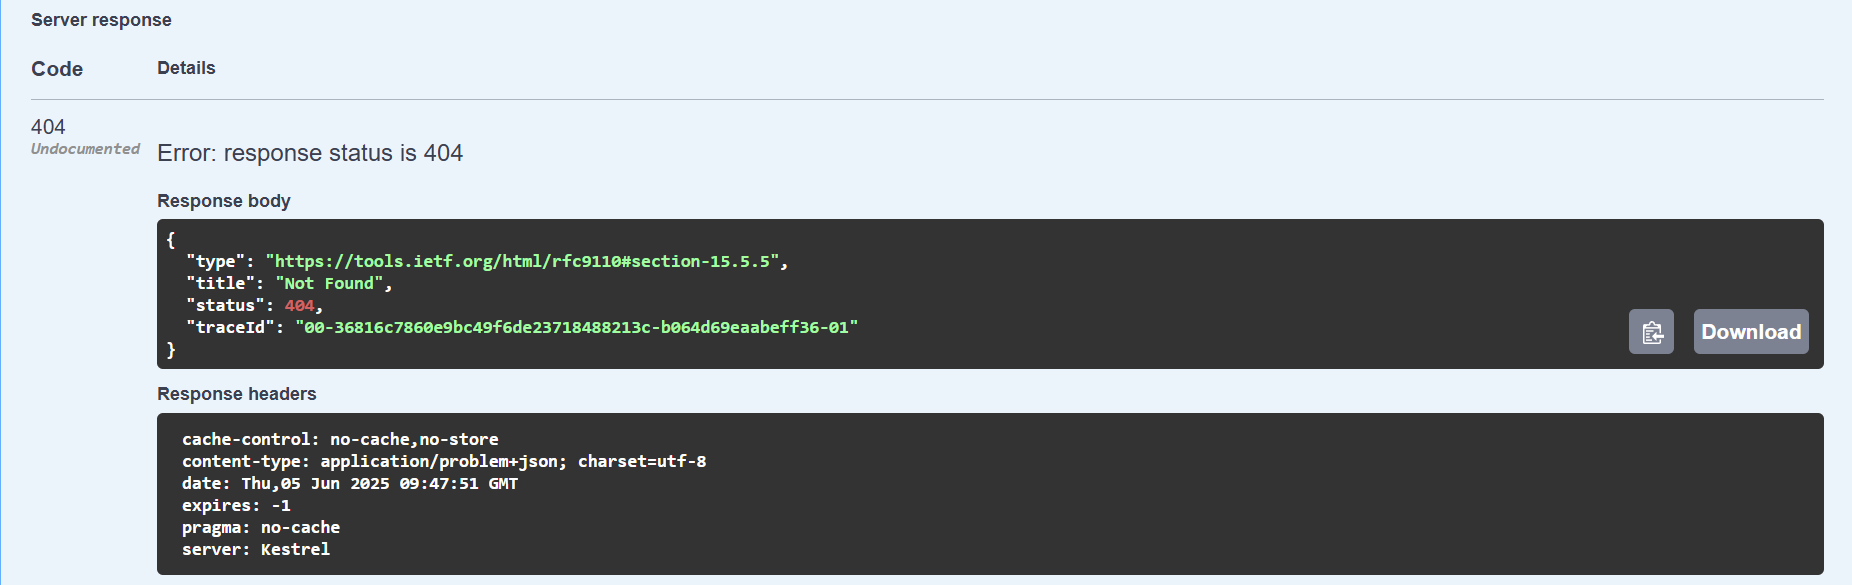 Server response
Code Details
404
Undocumented
Error: response status is 404
Response body
{
"type": "https://tools.ietf.org/html/rfc9110#section-15.5.5",
"title": "Not Found",
"status": 404,
"traceId": "00-36816c7860e9bc49f6de23718488213c-b064d69eaabeff36-01"
}
Download
Response headers
cache-control: no-cache,no-store
content-type: application/problem+json; charset=utf-8
date: Thu,05 Jun 2025 09:47:51 GMT
expires: -1
pragma: no-cache
server: Kestrel